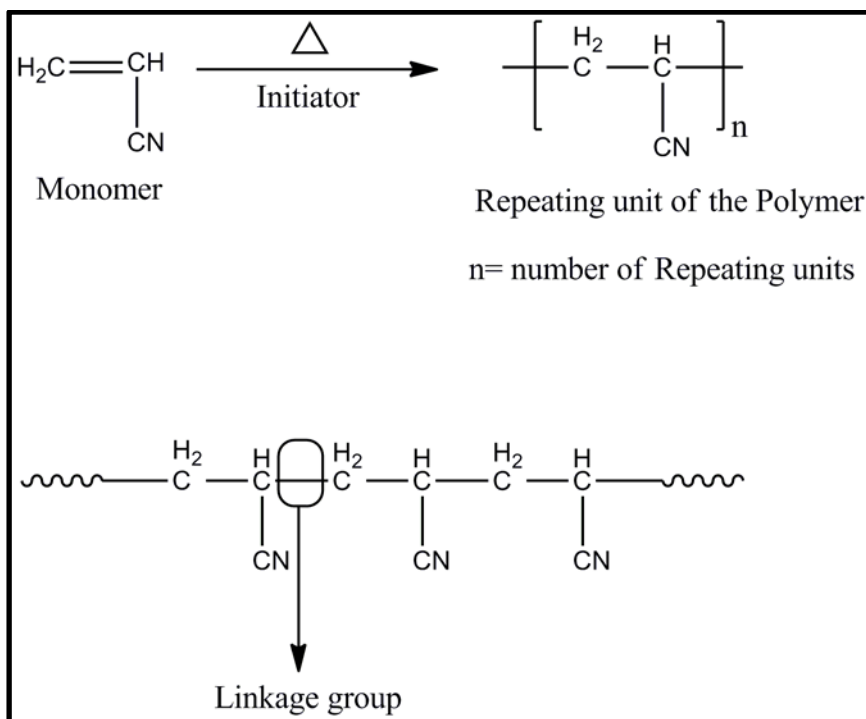 H₂C CH
CN
Monomer
△
Initiator
H₂ H
C C
CN
n
Repeating unit of the Polymer
n= number of Repeating units
H₂ H H₂ H H₂ H
C C C C C C
CN CN CN
Linkage group